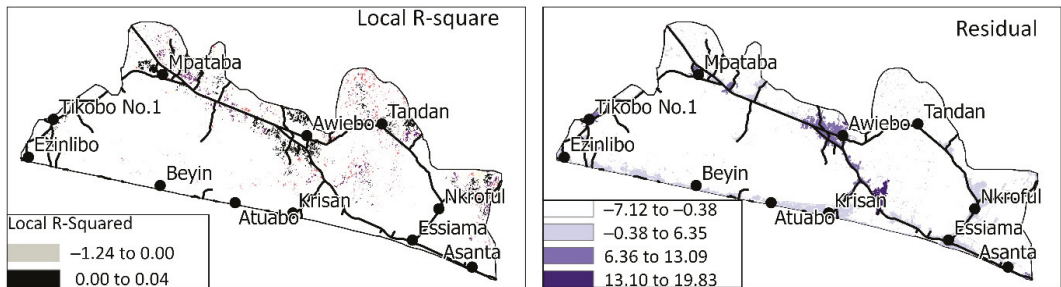 Local R-square
Mpataba
Tikobo No.1
Tandan
Awiebo
Ezinlibo
Beyin
Krisan
Nkroful
Atuabo
Essiama
Asanta
Local R-Squared
−1.24 to 0.00
0.00 to 0.04
Residual
Mpataba
Tikobo No.1
Tandan
Awiebo
Ezinlibo
Beyin
Krisan
Nkroful
Atuabo
Essiama
Asanta
−7.12 to −0.38
−0.38 to 6.35
6.36 to 13.09
13.10 to 19.83